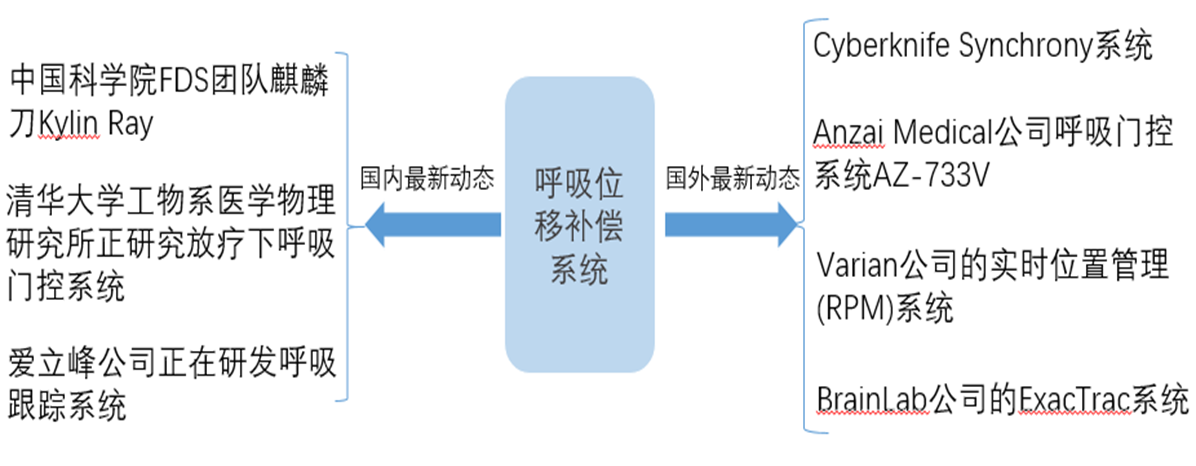 中国科学院FDS团队麒麟
刀Kylin Ray
清华大学工物系医学物理
研究所正研究放疗下呼吸
门控系统
爱立峰公司正在研发呼吸
跟踪系统
国内最新动态
呼吸位
移补偿
系统
国外最新动态
Cyberknife Synchrony系统
Anzai Medical公司呼吸门控
系统AZ-733V
Varian公司的实时位置管理
(RPM)系统
BrainLab公司的ExacTrac系统